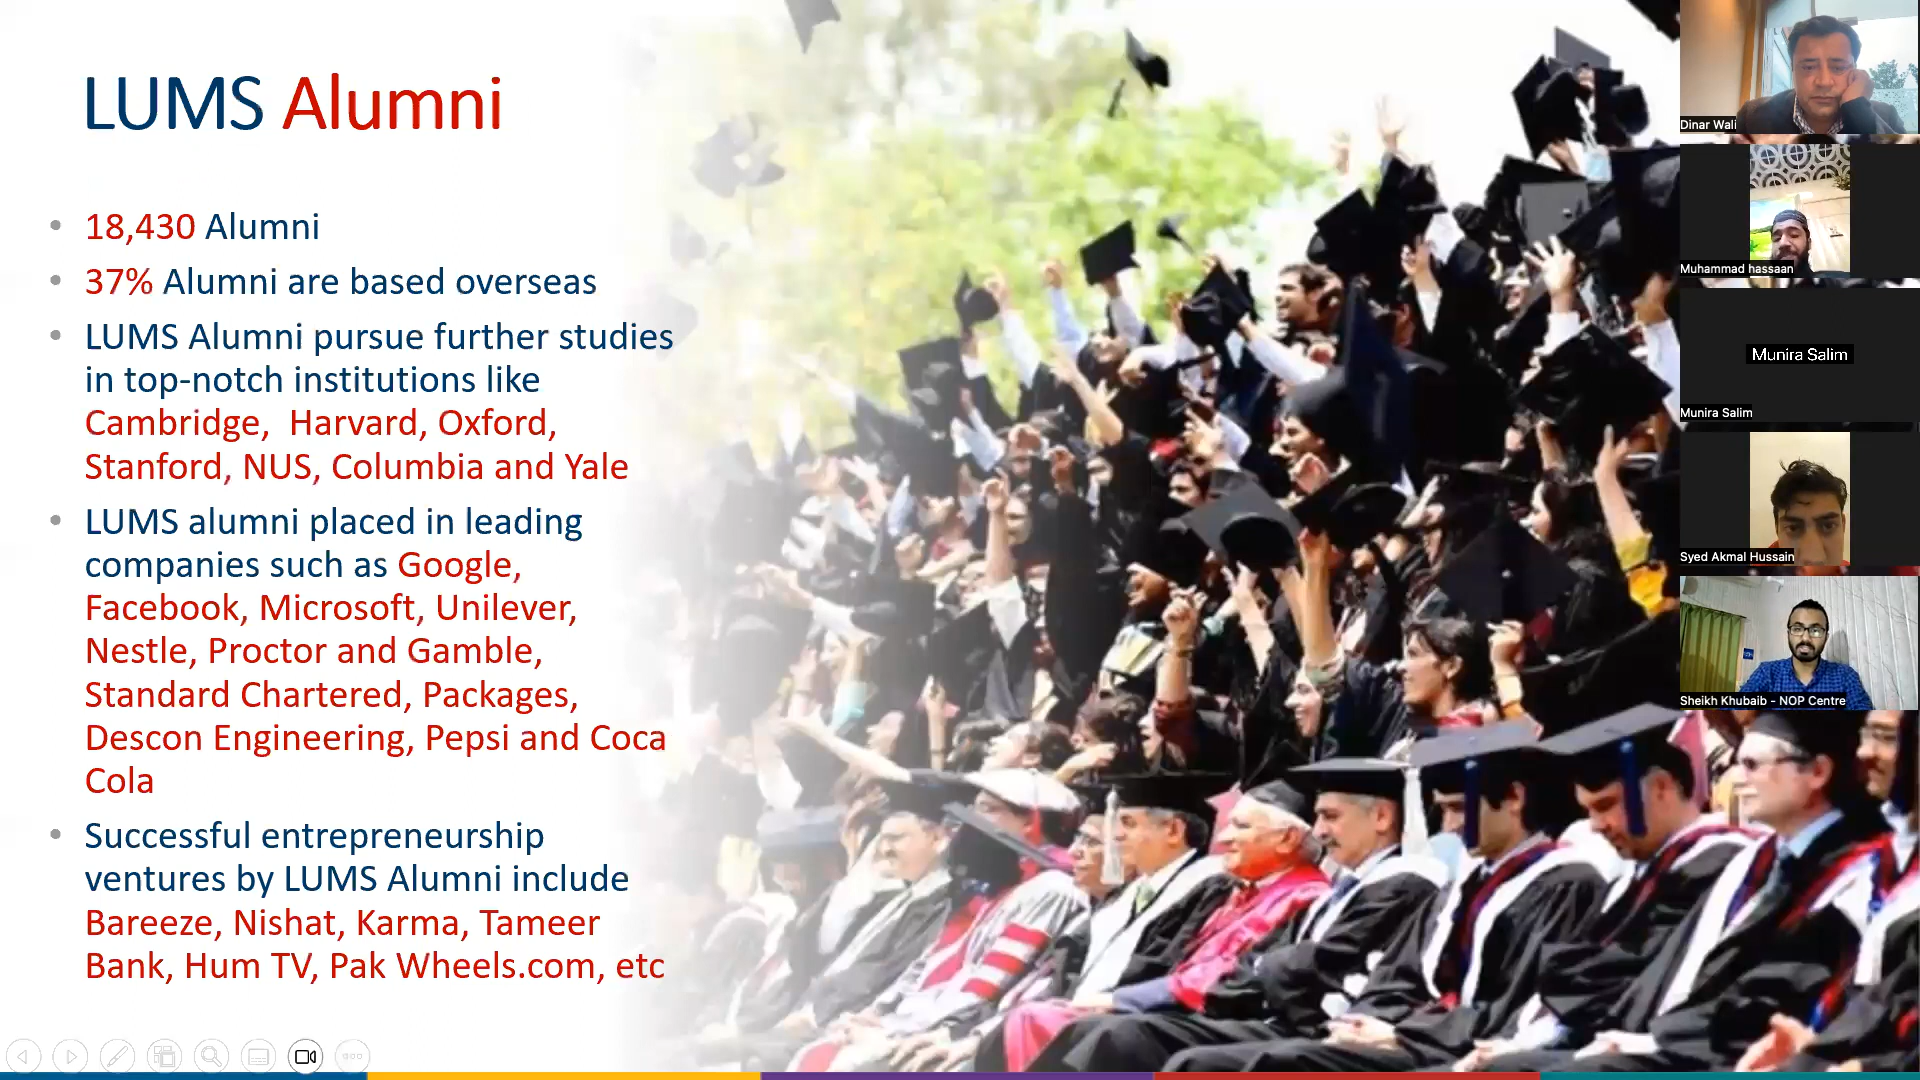 LUMS Alumni
• 18,430 Alumni
• 37% Alumni are based overseas
• LUMS Alumni pursue further studies
in top-notch institutions like
Cambridge,  Harvard, Oxford,
Stanford, NUS, Columbia and Yale
• LUMS alumni placed in leading
companies such as Google,
Facebook, Microsoft, Unilever,
Nestle, Proctor and Gamble,
Standard Chartered, Packages,
Descon Engineering, Pepsi and Coca
Cola
• Successful entrepreneurship
ventures by LUMS Alumni include
Bareeze, Nishat, Karma, Tameer
Bank, Hum TV, Pak Wheels.com, etc
Dinar Wali
Muhammad hassaan
Munira Salim
Munira Salim
Syed Akmal Hussain
Sheikh Khubaib - NOP Centre